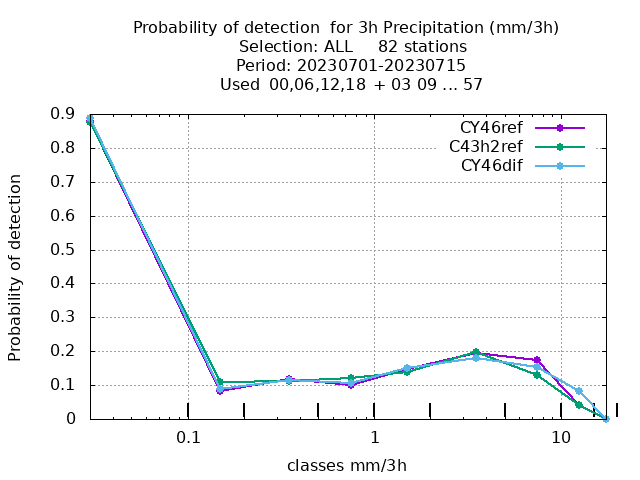 Probability of detection  for 3h Precipitation (mm/3h)
Selection: ALL     82 stations
Period: 20230701-20230715
Used  00,06,12,18 + 03 09 ... 57
CY46ref
C43h2ref
CY46dif
Probability of detection
0.9
0.8
0.7
0.6
0.5
0.4
0.3
0.2
0.1
0
0.1 1 10
classes mm/3h